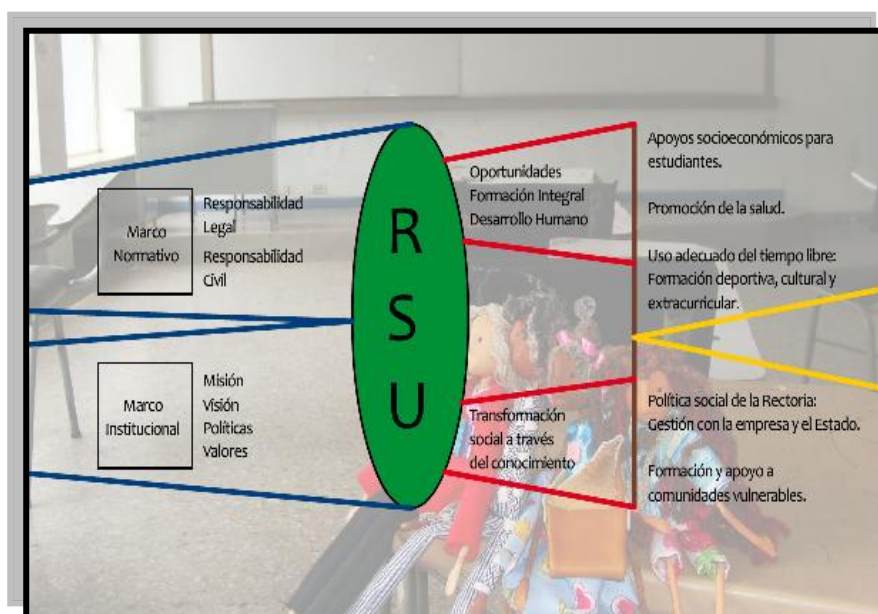 Marco
Normativo
Responsabilidad
Legal
Responsabilidad
Civil
Marco
Institucional
Misión
Visión
Políticas
Valores
R
S
U
Oportunidades
Formación Integral
Desarrollo Humano
Transformación
social a través
del conocimiento
Apoyos socioeconómicos para
estudiantes.
Promoción de la salud.
Uso adecuado del tiempo libre:
Formación deportiva, cultural y
extracurricular.
Política social de la Rectoria:
Gestión con la empresa y el Estado.
Formación y apoyo a
comunidades vulnerables.